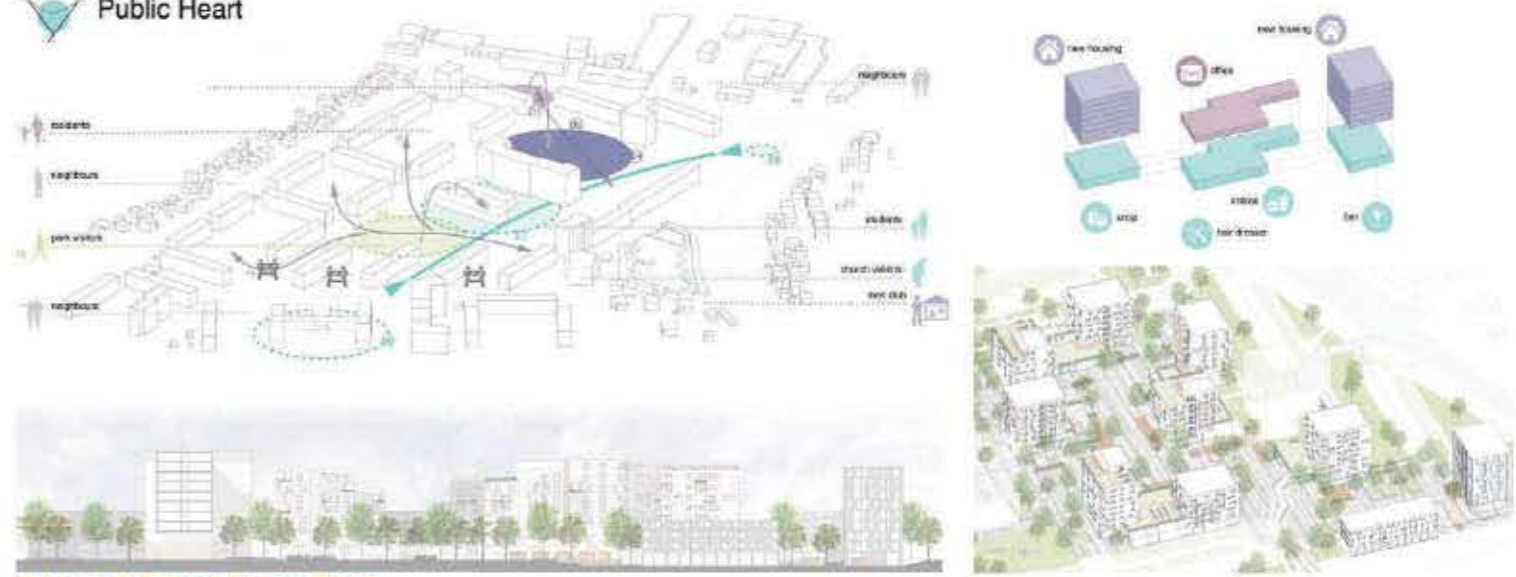 Public Heart
residents
neighbours
park visitors
neighbours
neighbours
students
church visitors
new housing
office
new housing
shop
hair dresser
bar